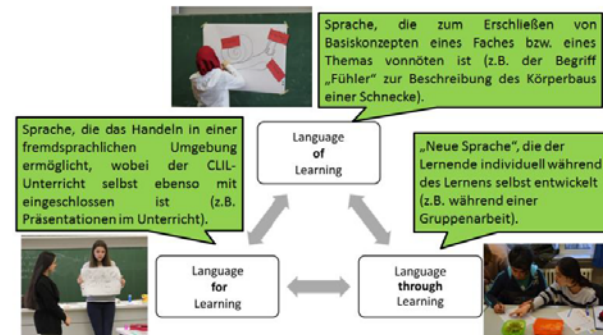 Sprache, die zum Erschließen von
Basiskonzepten eines Faches bzw. eines
Themas vonnöten ist (z.B. der Begriff
„Fühler“ zur Beschreibung des Körperbaus
einer Schnecke).
Sprache, die das Handeln in einer
fremdsprachlichen Umgebung
ermöglicht, wobei der CLIL-
Unterricht selbst ebenso mit
eingeschlossen ist (z.B.
Präsentationen im Unterricht).
Language
of
Learning
„Neue Sprache“, die der
Lernende individuell während
des Lernens selbst entwickelt
(z.B. während einer
Gruppenarbeit).
Language
for
Learning
Language
through
Learning